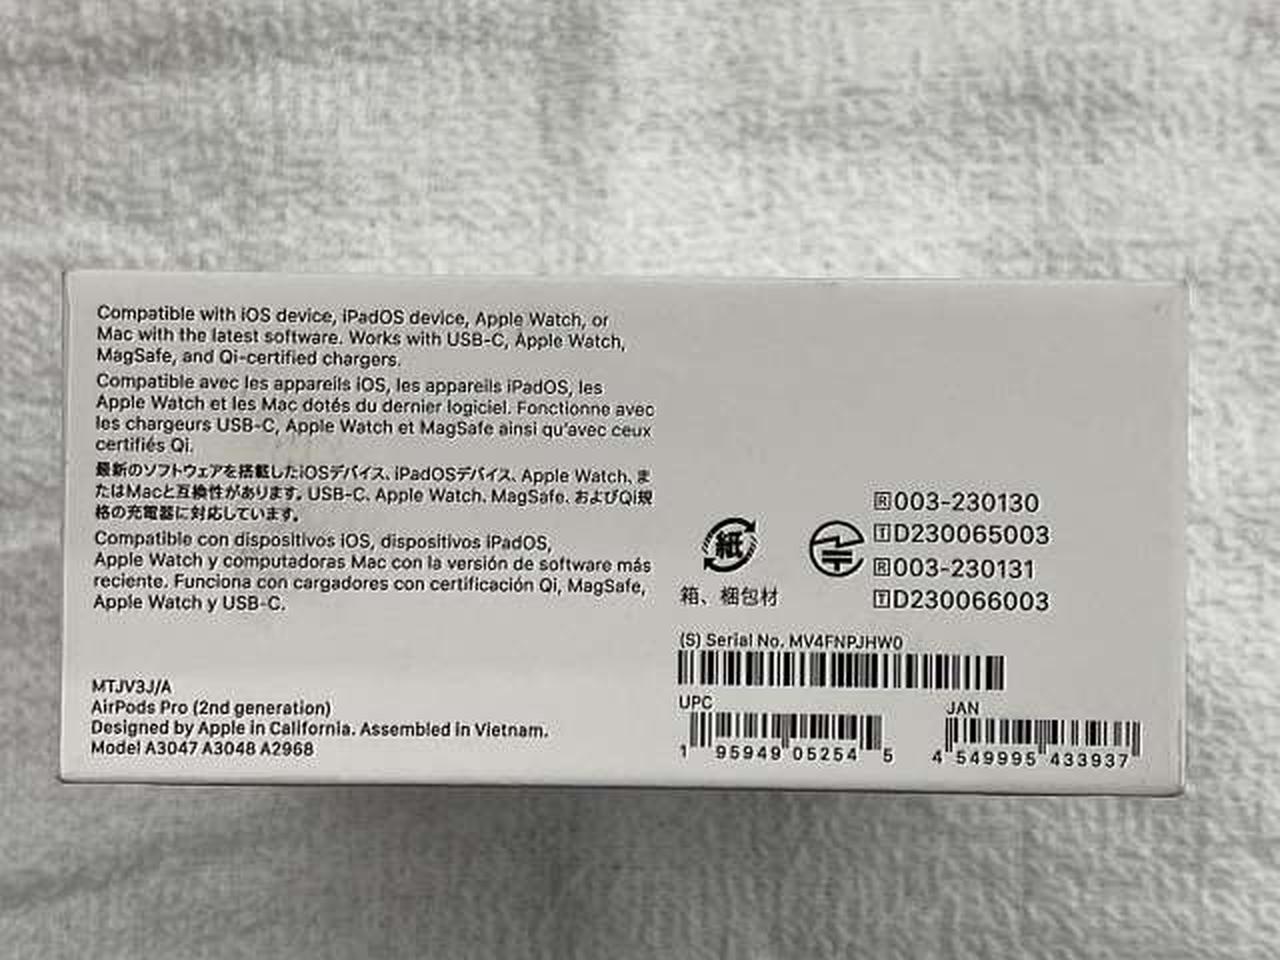 Compatible with iOS device, iPadOS device, Apple Watch, or
Mac with the latest software. Works with USB-C, Apple Watch,
MagSafe, and Qi-certified chargers.
Compatible avec les appareils iOS, les appareils iPadOS, les
Apple Watch et les Mac dotés du dernier logiciel. Fonctionne avec
les chargeurs USB-C, Apple Watch et MagSafe ainsi qu'avec ceux
certifiés Qi.
最新のソフトウェアを搭載したiOSデバイス、iPadOSデバイス、Apple Watch、ま
たはMacと互換性があります。USB-C、Apple Watch、MagSafe、およびQi規
格の充電器に対応しています。
Compatible con dispositivos iOS, dispositivos iPadOS,
Apple Watch y computadoras Mac con la versión de software más
reciente. Funciona con cargadores con certificación Qi, MagSafe,
Apple Watch y USB-C.
MTJV3J/A
AirPods Pro (2nd generation)
Designed by Apple in California. Assembled in Vietnam.
Model A3047 A3048 A2968
紙
箱、梱包材
R 003-230130
T D230065003
R 003-230131
T D230066003
(S) Serial No. MV4FNPJHW0
UPC
1 95949 05254 5
JAN
4 549995 433937